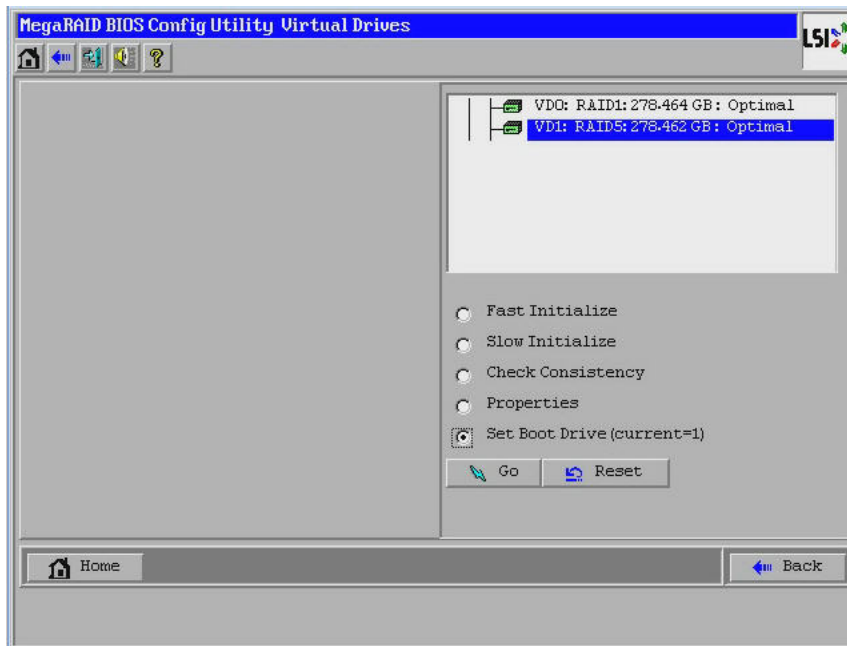 MegaRAID BIOS Config Utility Virtual Drives
LSI
VD0: RAID1: 278.464 GB: Optimal
VD1: RAID5: 278.462 GB: Optimal
Fast Initialize
Slow Initialize
Check Consistency
Properties
Set Boot Drive (current=1)
Go
Reset
Home
Back